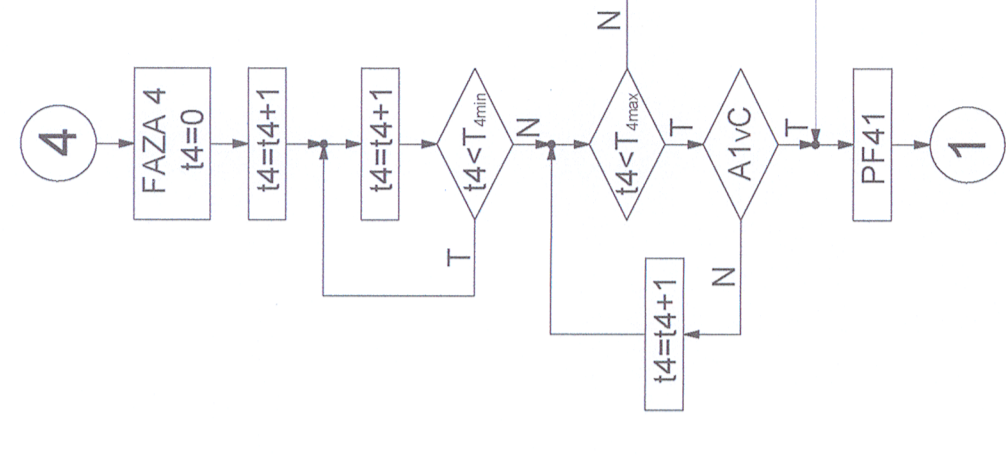 4
FAZA 4
t4=0
t4=t4+1
t4=t4+1
t4<T4min
T
N
t4<T4max
N
T
A1vC
N
t4=t4+1
T
PF41
1